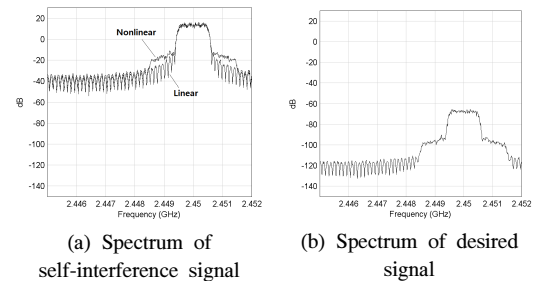 20
0
-20
-40
-60
-80
-100
-120
-140
dB
Nonlinear
Linear
2.446 2.447 2.448 2.449 2.45 2.451 2.452
Frequency (GHz)
(a) Spectrum of
self-interference signal
20
0
-20
-40
-60
-80
-100
-120
-140
dB
2.446 2.447 2.448 2.449 2.45 2.451 2.452
Frequency (GHz)
(b) Spectrum of desired
signal